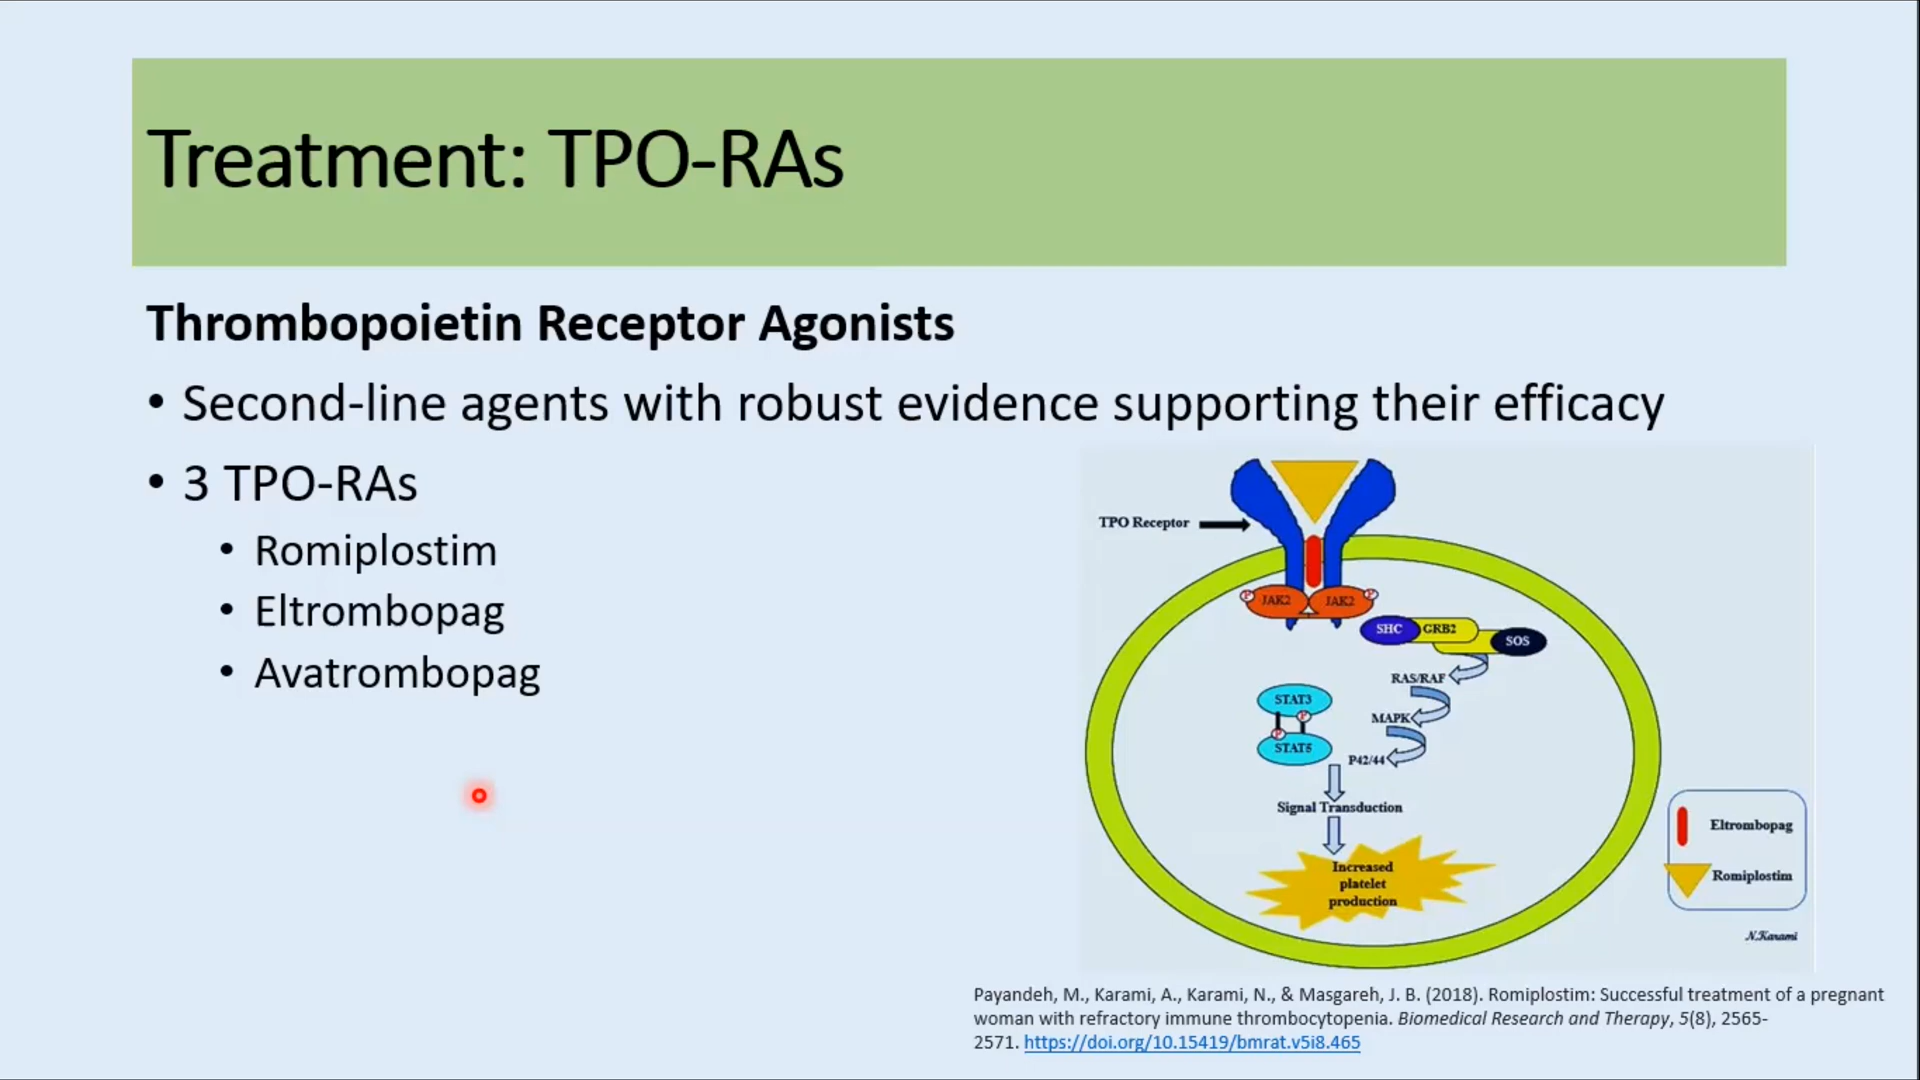 Treatment: TPO-RAs
Thrombopoietin Receptor Agonists
• Second-line agents with robust evidence supporting their efficacy
• 3 TPO-RAs
• Romiplostim
• Eltrombopag
• Avatrombopag
TPO Receptor
P JAK2 JAK2 P
SHC GRB2 SOS
RAS/RAF
STAT3
P
MAPK
P
STAT5
P42/44
Signal Transduction
Increased
platelet
production
Eltrombopag
Romiplostim
N.Karami
Payandeh, M., Karami, A., Karami, N., & Masgareh, J. B. (2018). Romiplostim: Successful treatment of a pregnant
woman with refractory immune thrombocytopenia. Biomedical Research and Therapy, 5(8), 2565-
2571. https://doi.org/10.15419/bmrat.v5i8.465